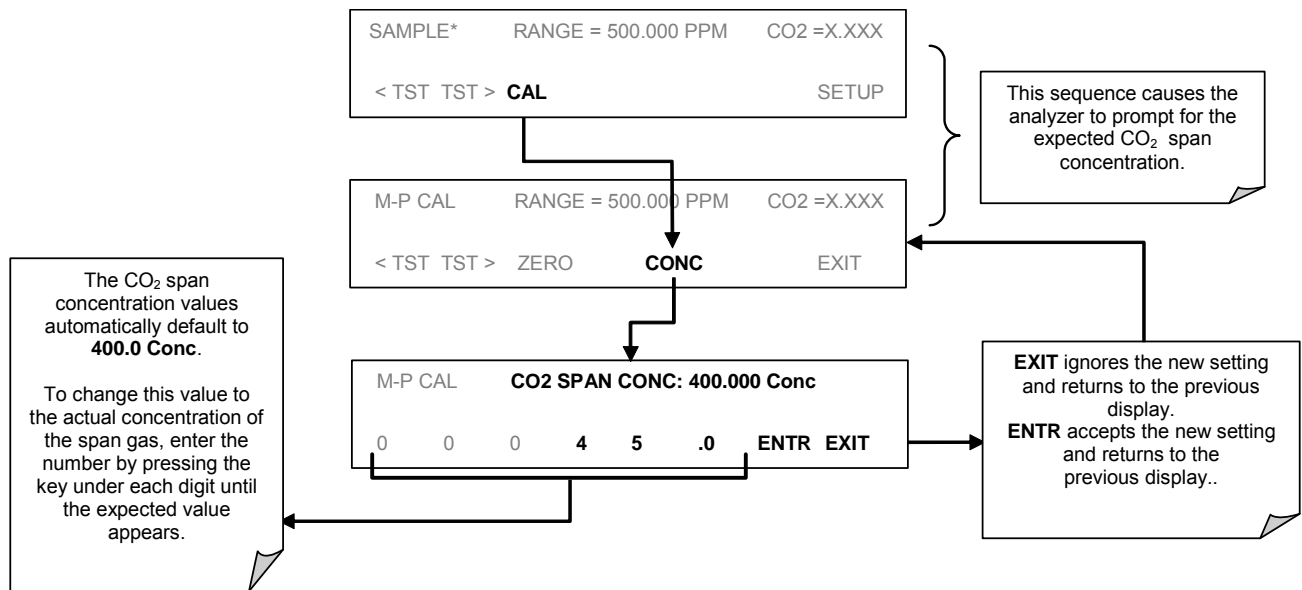 SAMPLE* RANGE = 500.000 PPM CO2 =X.XXX
< TST TST > CAL SETUP
This sequence causes the
analyzer to prompt for the
expected CO₂ span
concentration.
M-P CAL RANGE = 500.000 PPM CO2 =X.XXX
< TST TST > ZERO CONC EXIT
The CO₂ span
concentration values
automatically default to
400.0 Conc.
To change this value to
the actual concentration of
the span gas, enter the
number by pressing the
key under each digit until
the expected value
appears.
M-P CAL CO2 SPAN CONC: 400.000 Conc
0 0 0 4 5 .0 ENTR EXIT
EXIT ignores the new setting
and returns to the previous
display.
ENTR accepts the new setting
and returns to the
previous display..